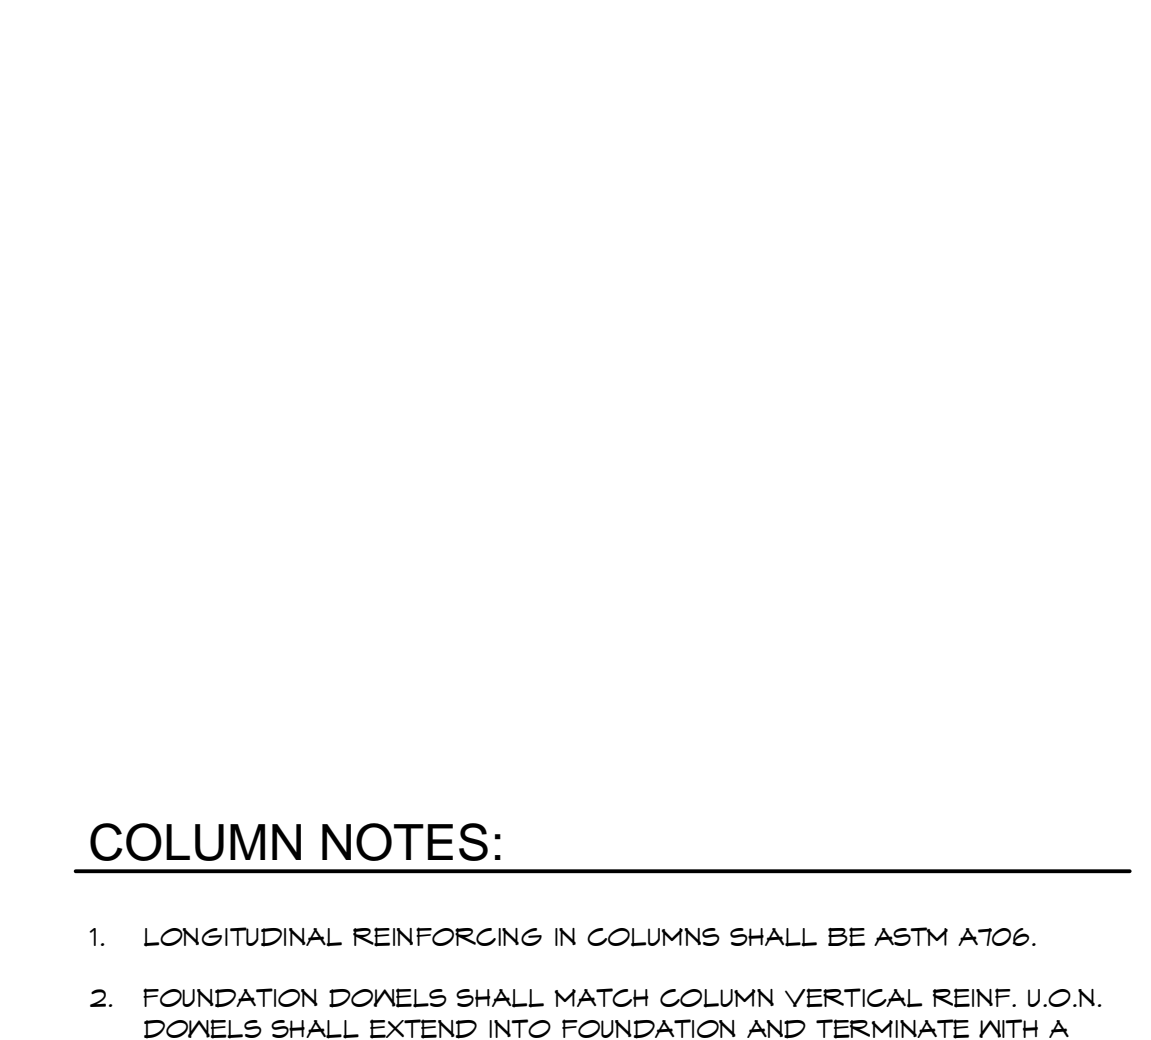 COLUMN NOTES:
1. LONGITUDINAL REINFORCING IN COLUMNS SHALL BE ASTM A706.
2. FOUNDATION DOWELS SHALL MATCH COLUMN VERTICAL REINF. U.O.N.
DOWELS SHALL EXTEND INTO FOUNDATION AND TERMINATE WITH A